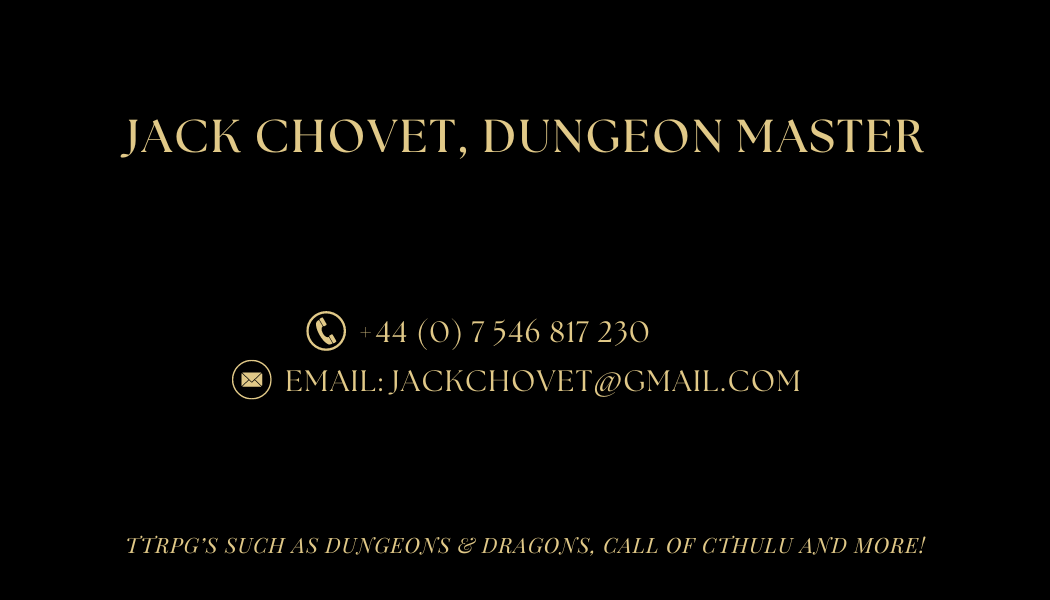 JACK CHOVET, DUNGEON MASTER
+44 (0) 7 546 817 230
EMAIL: JACKCHOVET@GMAIL.COM
TTRPG’S SUCH AS DUNGEONS & DRAGONS, CALL OF CTHULU AND MORE!